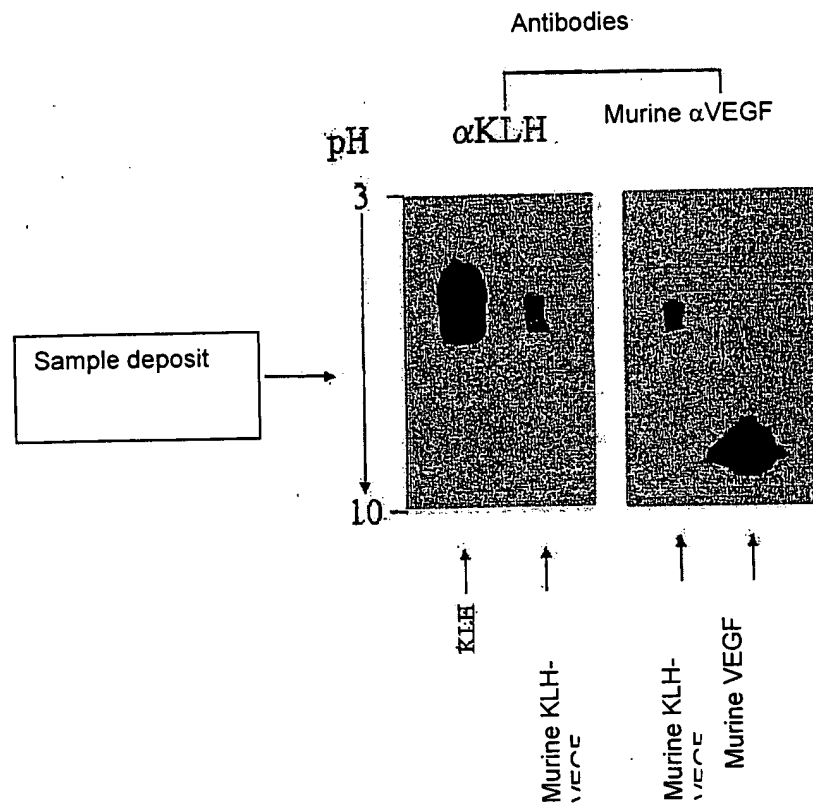 Antibodies
αKLH
Murine αVEGF
pH
3
Sample deposit
10
KLH
Murine KLH-
Murine KLH-
Murine VEGF